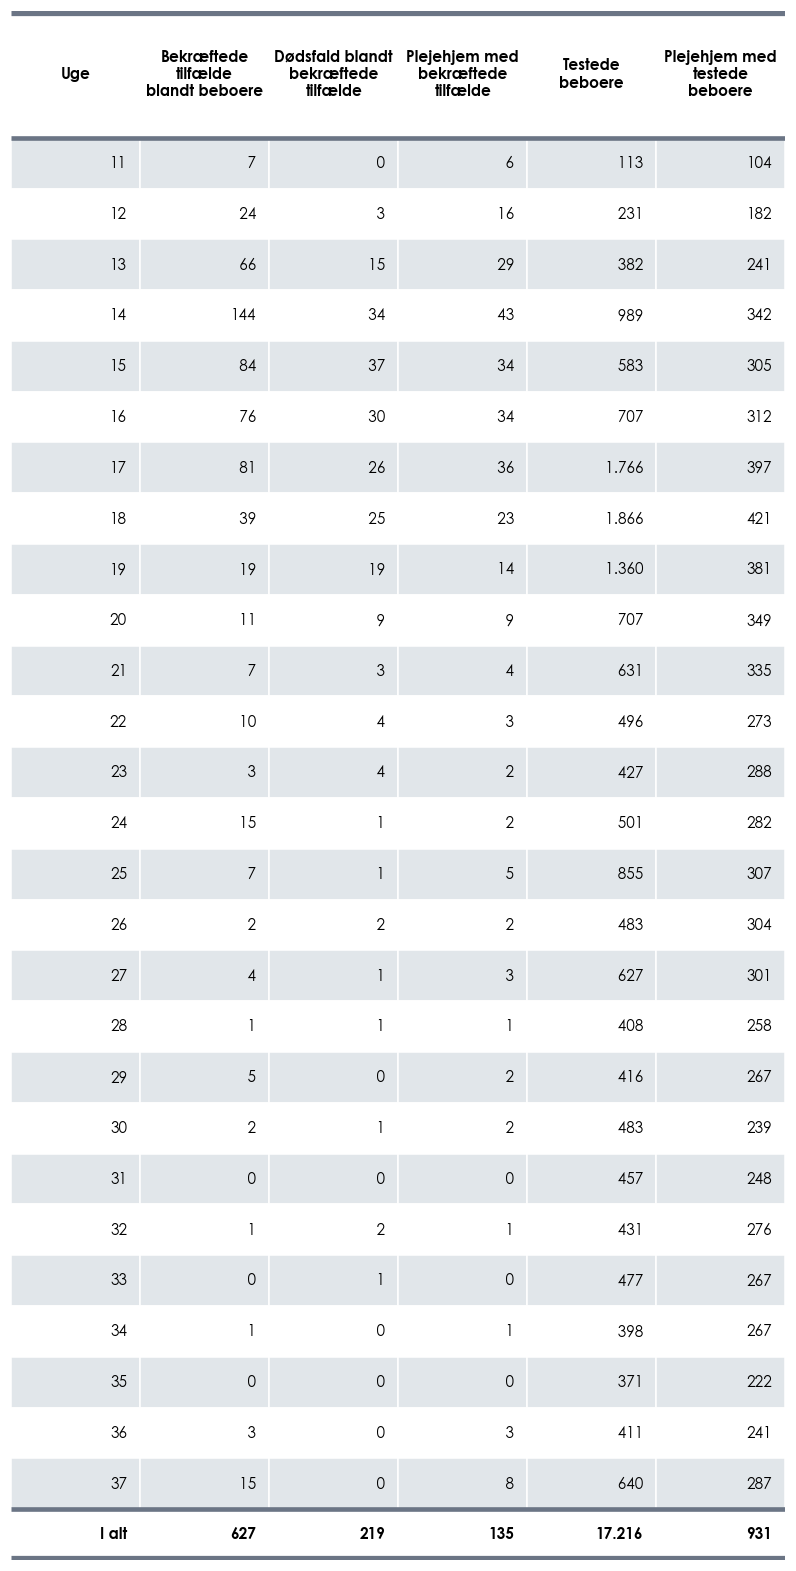 Uge Bekræftede tilfælde blandt beboere Dødsfald blandt bekræftede tilfælde Plejehjem med bekræftede tilfælde Testede beboere Plejehjem med testede beboere
11 7 0 6 113 104
12 24 3 16 231 182
13 66 15 29 382 241
14 144 34 43 989 342
15 84 37 34 583 305
16 76 30 34 707 312
17 81 26 36 1.766 397
18 39 25 23 1.866 421
19 19 19 14 1.360 381
20 11 9 9 707 349
21 7 3 4 631 335
22 10 4 3 496 273
23 3 4 2 427 288
24 15 1 2 501 282
25 7 1 5 855 307
26 2 2 2 483 304
27 4 1 3 627 301
28 1 1 1 408 258
29 5 0 2 416 267
30 2 1 2 483 239
31 0 0 0 457 248
32 1 2 1 431 276
33 0 1 0 477 267
34 1 0 1 398 267
35 0 0 0 371 222
36 3 0 3 411 241
37 15 0 8 640 287
I alt 627 219 135 17.216 931